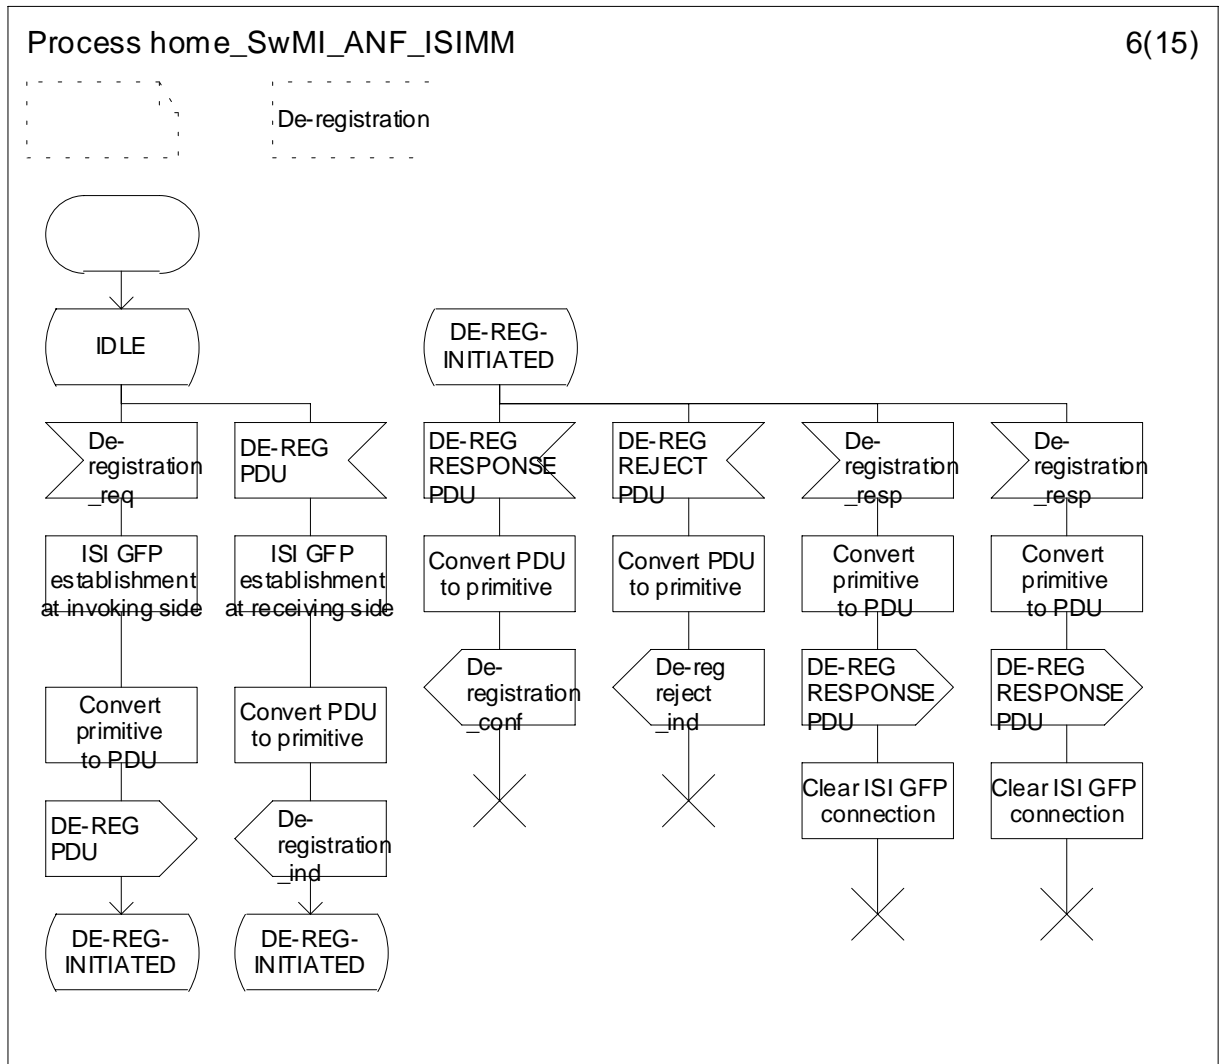 Process home_SwMI_ANF_ISIMM
6(15)
De-registration
IDLE
De-
registration
_req
ISI GFP
establishment
at invoking side
Convert
primitive
to PDU
DE-REG
PDU
DE-REG-
INITIATED
DE-REG
PDU
ISI GFP
establishment
at receiving side
Convert PDU
to primitive
De-
registration
_ind
DE-REG-
INITIATED
DE-REG-
INITIATED
DE-REG
RESPONSE
PDU
Convert PDU
to primitive
De-
registration
_conf
DE-REG
REJECT
PDU
Convert PDU
to primitive
De-reg
reject
_ind
De-
registration
_resp
Convert
primitive
to PDU
DE-REG
RESPONSE
PDU
Clear ISI GFP
connection
De-
registration
_resp
Convert
primitive
to PDU
DE-REG
RESPONSE
PDU
Clear ISI GFP
connection